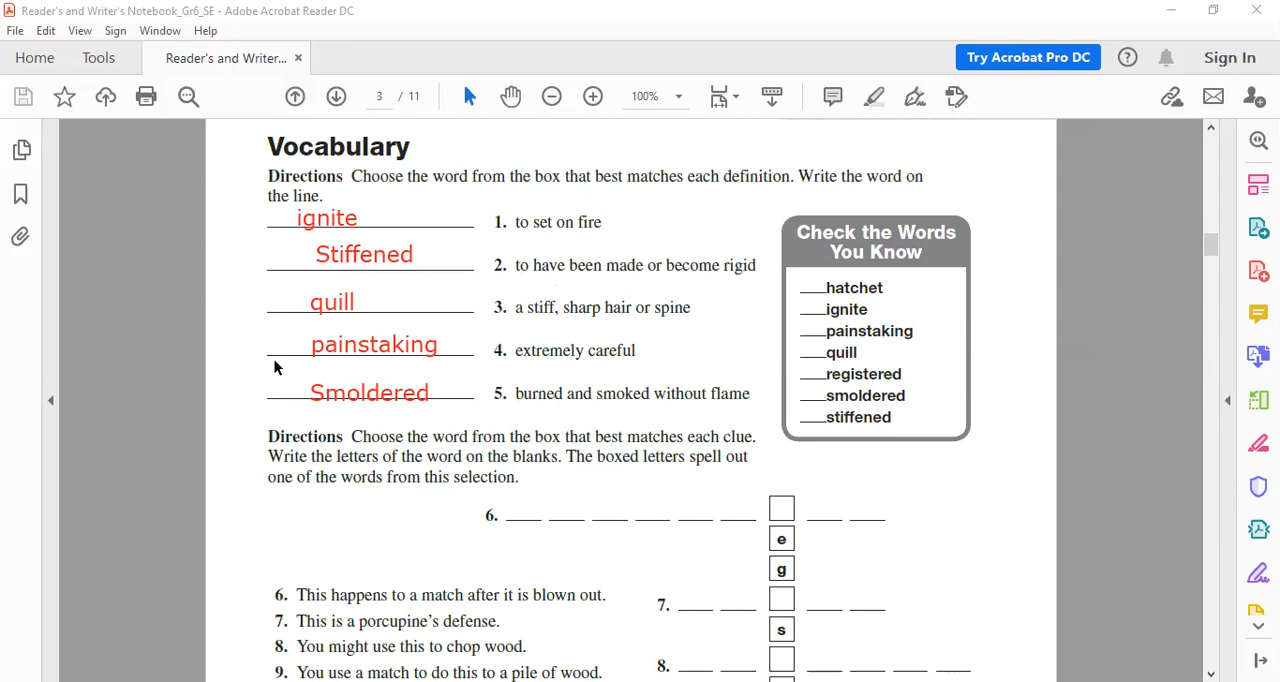 Reader's and Writer's Notebook_Gr6_SE - Adobe Acrobat Reader DC
File Edit View Sign Window Help
Home Tools Reader's and Writer... × Try Acrobat Pro DC Sign In
3 / 11 100%
Vocabulary
Directions Choose the word from the box that best matches each definition. Write the word on
the line.
ignite 1. to set on fire
Stiffened 2. to have been made or become rigid
quill 3. a stiff, sharp hair or spine
painstaking 4. extremely careful
Smoldered 5. burned and smoked without flame
Check the Words
You Know
___hatchet
___ignite
___painstaking
___quill
___registered
___smoldered
___stiffened
Directions Choose the word from the box that best matches each clue.
Write the letters of the word on the blanks. The boxed letters spell out
one of the words from this selection.
6.
e
g
7.
s
8.
6. This happens to a match after it is blown out.
7. This is a porcupine's defense.
8. You might use this to chop wood.
9. You use a match to do this to a pile of wood.